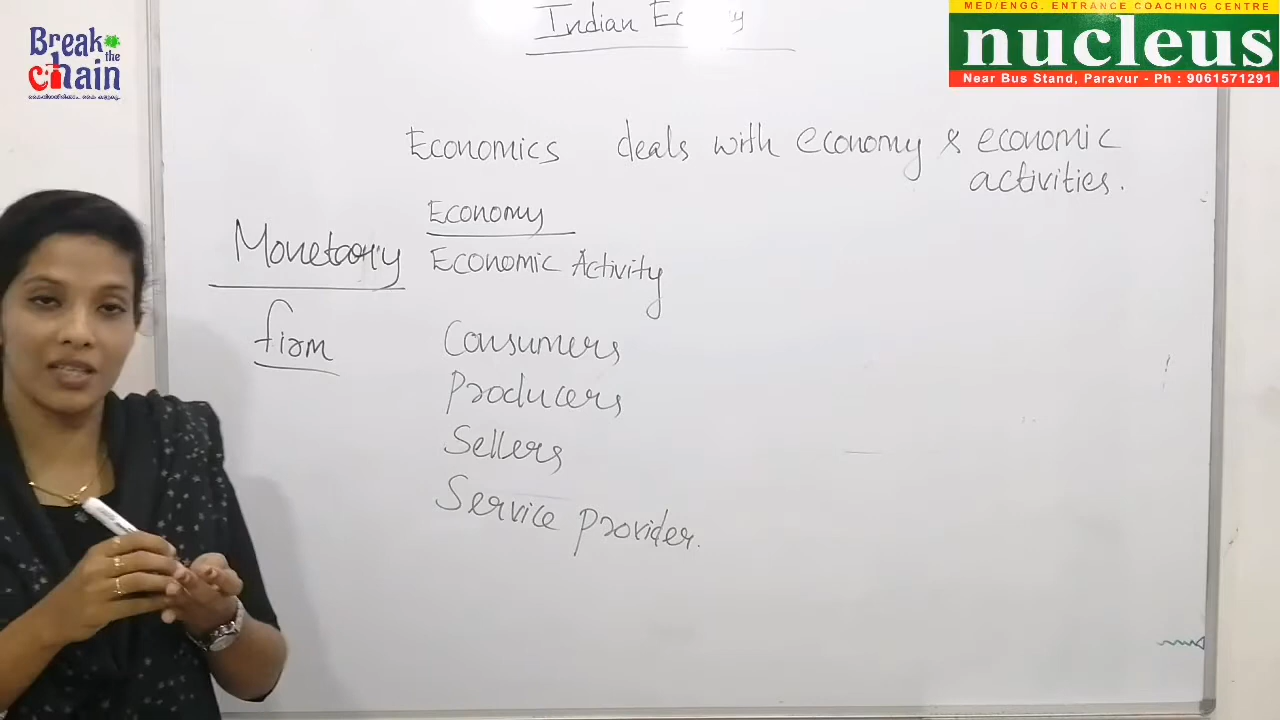 Break
the
chain
MED/ENGG. ENTRANCE COACHING CENTRE
nucleus
Near Bus Stand, Paravur - Ph : 9061571291
Indian
Economics deals with economy & economic
activities.
Economy
Monetary
Economic Activity
firm
Consumers
Producers
Sellers
Service provider.